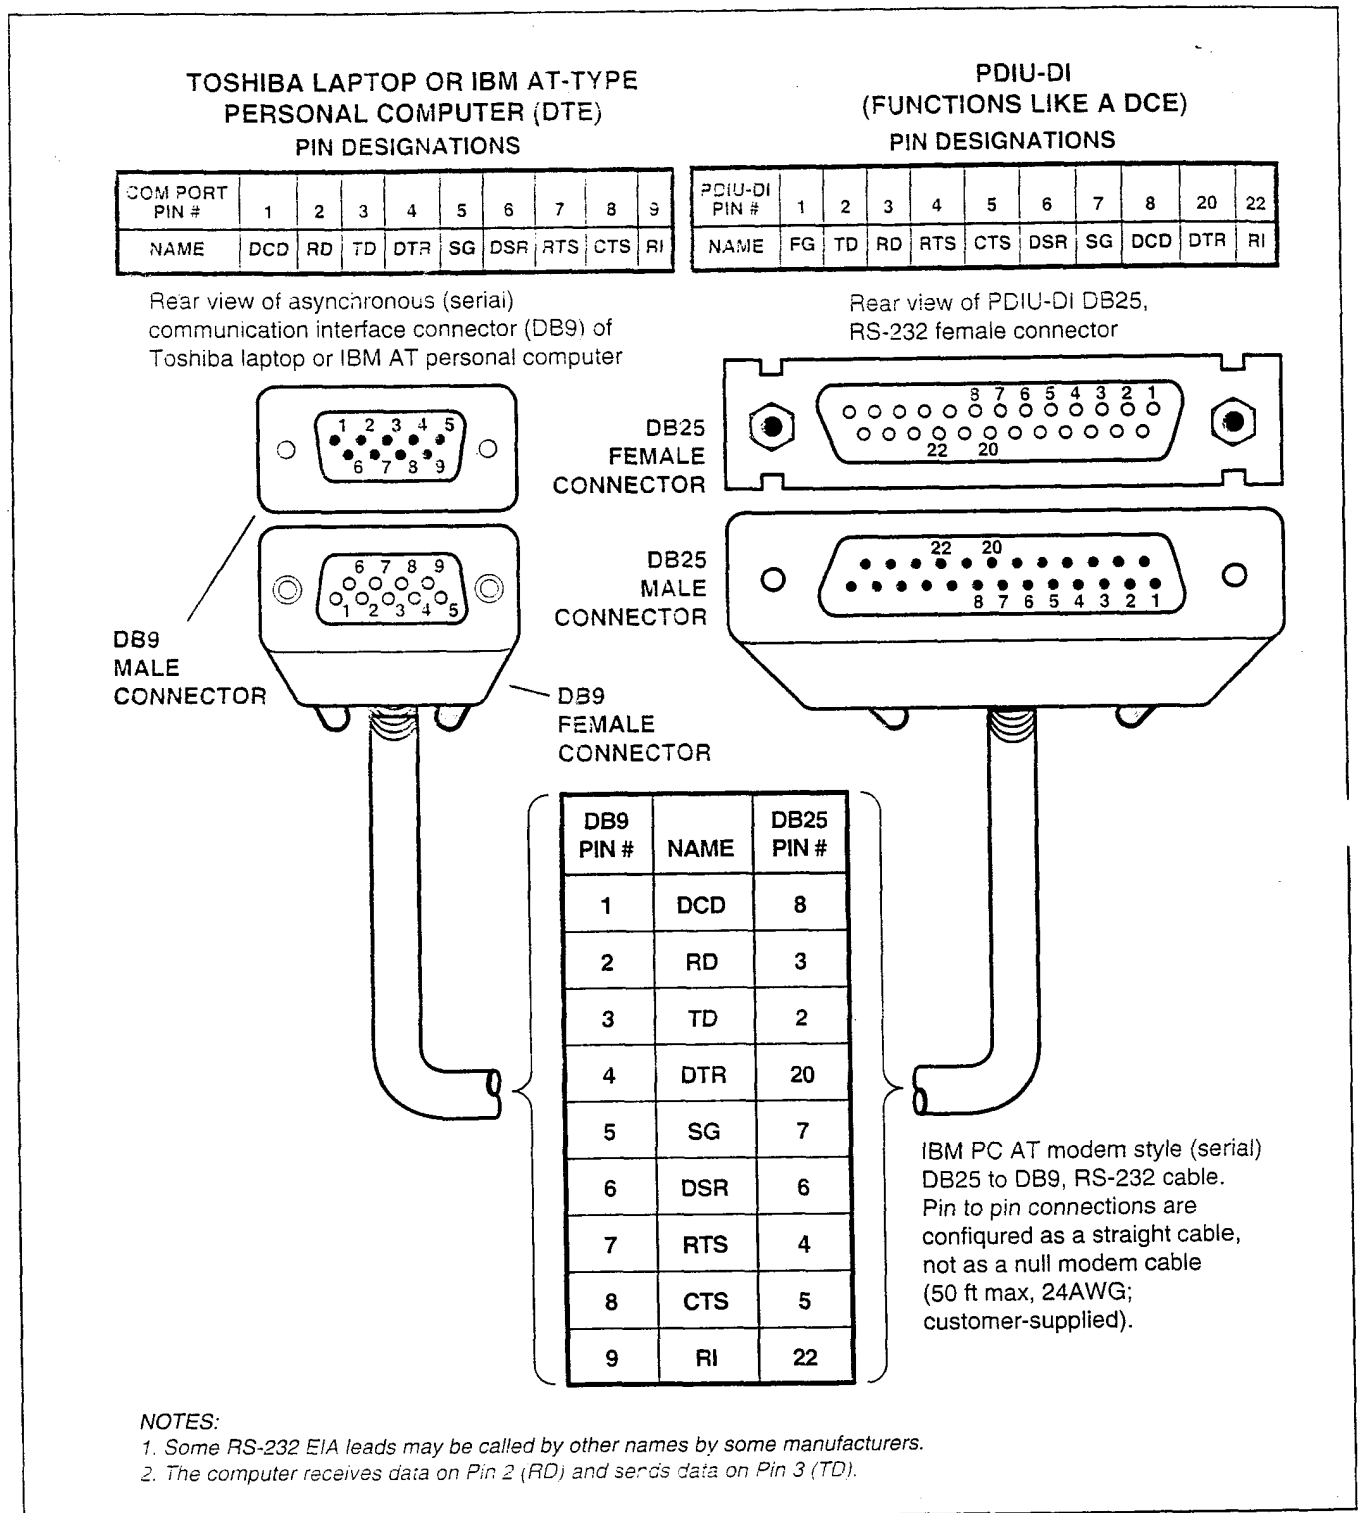 TOSHIBA LAPTOP OR IBM AT-TYPE
PERSONAL COMPUTER (DTE)
PIN DESIGNATIONS
COM PORT
PIN # 1 2 3 4 5 6 7 8 9
NAME DCD RD TD DTR SG DSR RTS CTS RI
Rear view of asynchronous (serial)
communication interface connector (DB9) of
Toshiba laptop or IBM AT personal computer
PDIU-DI
(FUNCTIONS LIKE A DCE)
PIN DESIGNATIONS
PDIU-DI
PIN # 1 2 3 4 5 6 7 8 20 22
NAME FG TD RD RTS CTS DSR SG DCD DTR RI
Rear view of PDIU-DI DB25,
RS-232 female connector
1 2 3 4 5
6 7 8 9
DB25
FEMALE
CONNECTOR
8 7 6 5 4 3 2 1
22 20
6 7 8 9
1 2 3 4 5
DB25
MALE
CONNECTOR
22 20
8 7 6 5 4 3 2 1
DB9
MALE
CONNECTOR
DB9
FEMALE
CONNECTOR
DB9 DB25
PIN # NAME PIN #
1 DCD 8
2 RD 3
3 TD 2
4 DTR 20
5 SG 7
6 DSR 6
7 RTS 4
8 CTS 5
9 RI 22
IBM PC AT modem style (serial)
DB25 to DB9, RS-232 cable.
Pin to pin connections are
confiqured as a straight cable,
not as a null modem cable
(50 ft max, 24AWG;
customer-supplied).
NOTES:
1. Some RS-232 EIA leads may be called by other names by some manufacturers.
2. The computer receives data on Pin 2 (RD) and sends data on Pin 3 (TD).